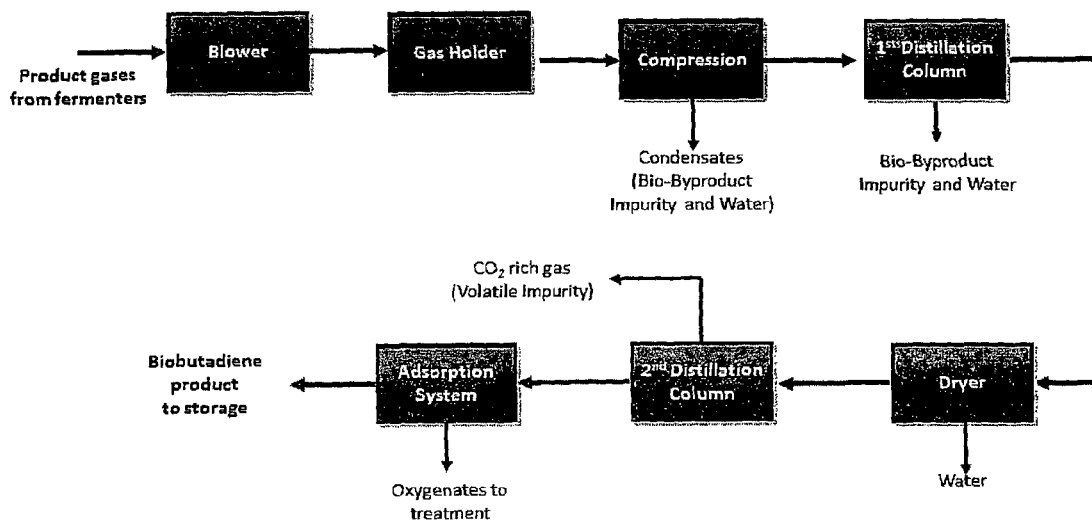 Blower
Gas Holder
Compression
1st Distillation
Column
Product gases
from fermenters
Condensates
(Bio-Byproduct
Impurity and Water)
Bio-Byproduct
Impurity and Water
CO₂ rich gas
(Volatile Impurity)
Biobutadiene
product
to storage
Adsorption
System
2nd Distillation
Column
Dryer
Oxygenates to
treatment
Water